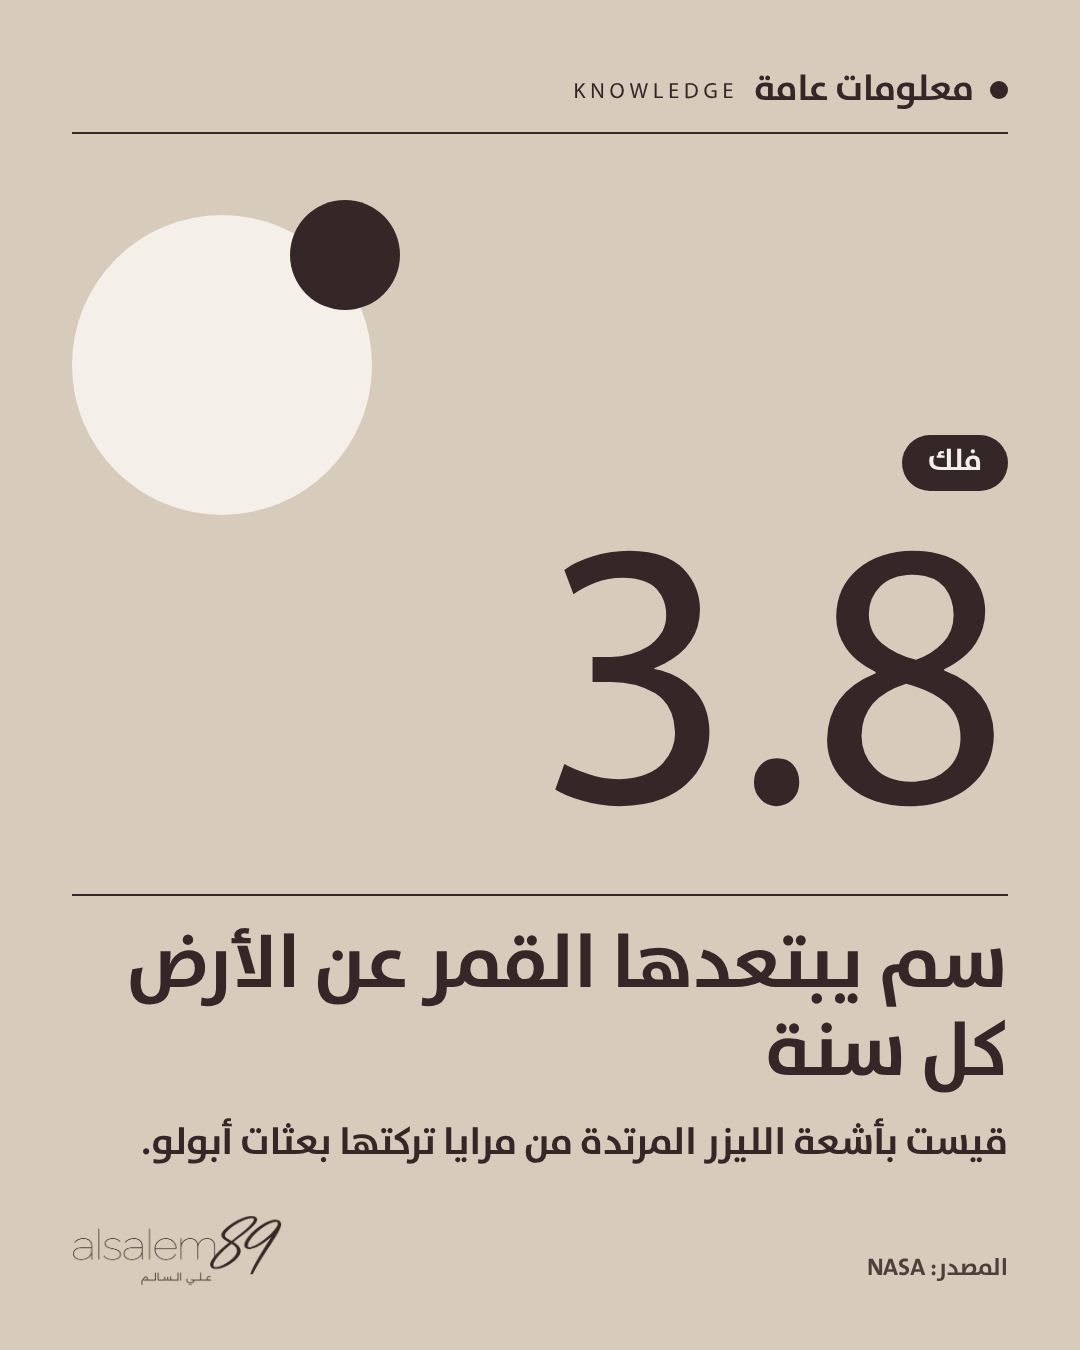 معلومات عامة KNOWLEDGE
فلك
3.8
سم يبتعدها القمر عن الأرض
كل سنة
قيست بأشعة الليزر المرتدة من مرايا تركتها بعثات أبولو.
المصدر: NASA
alsalem89
علي السالم